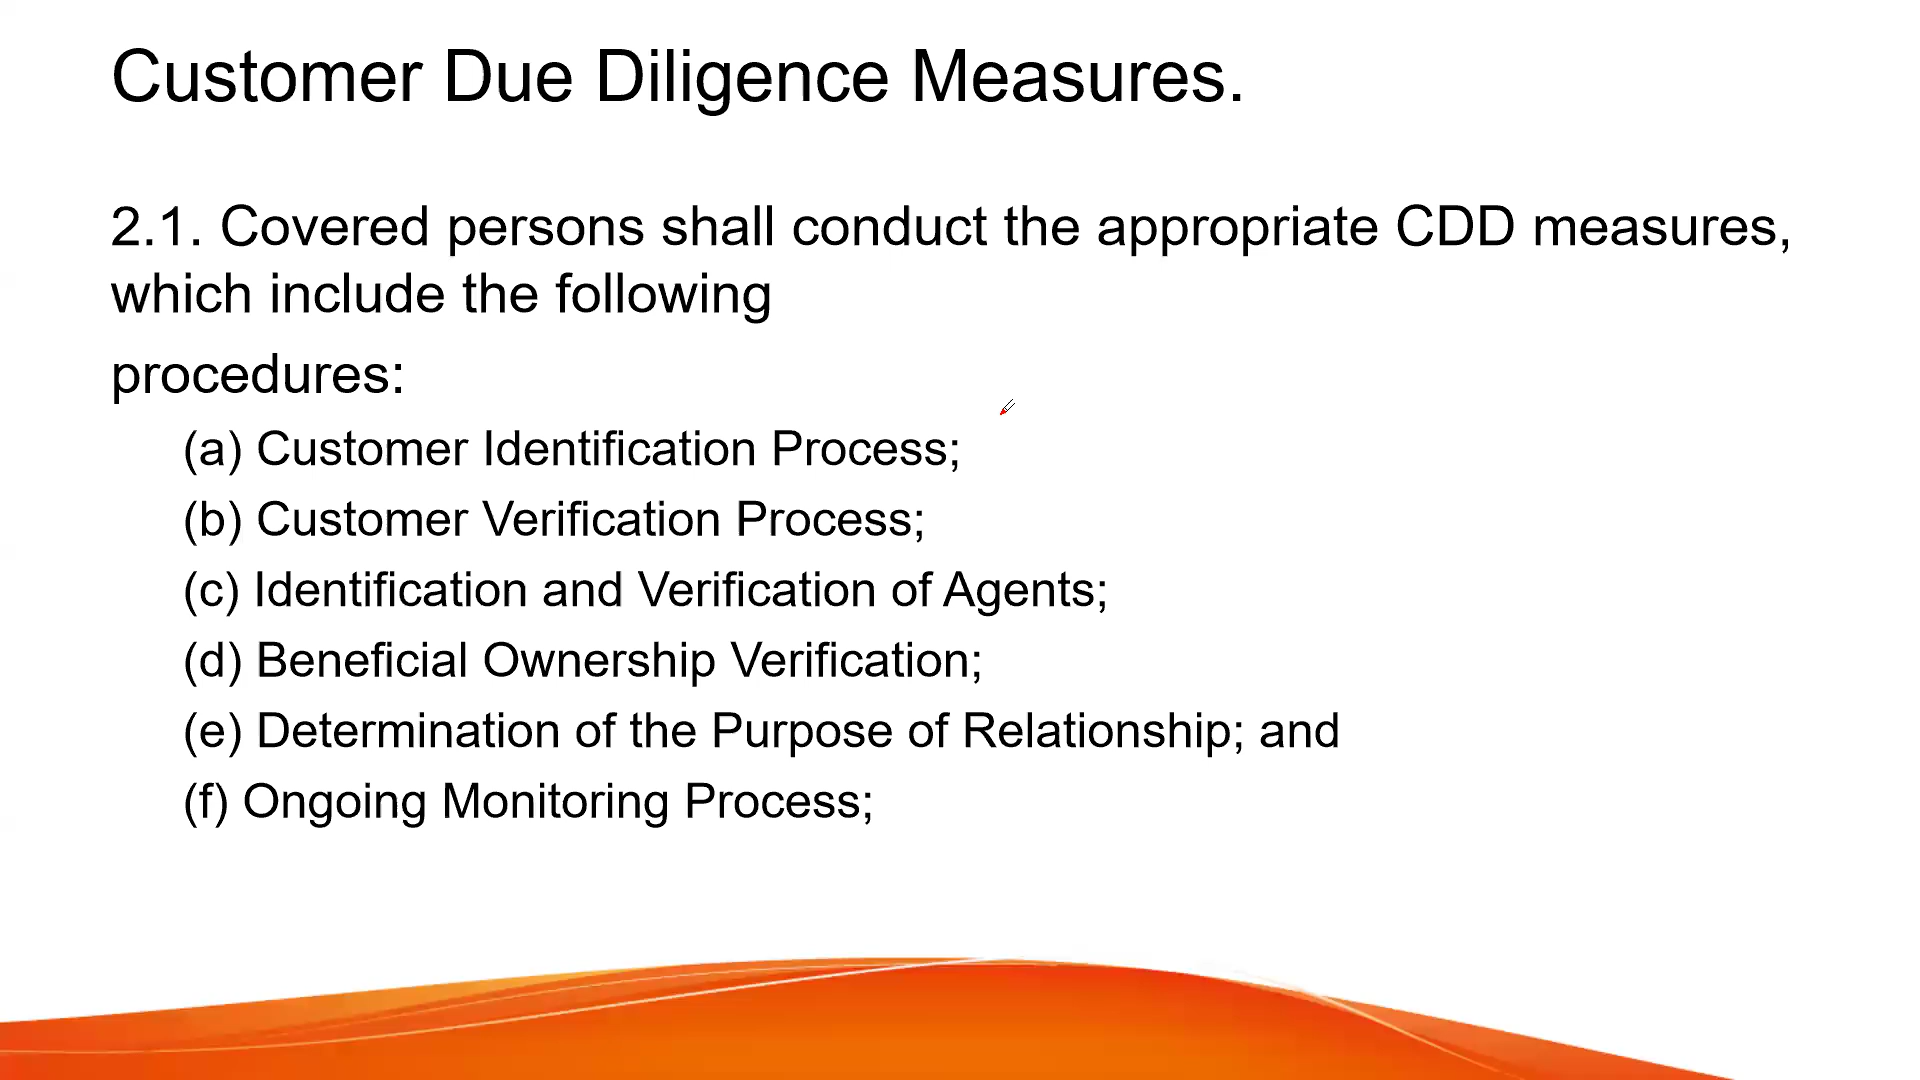 Customer Due Diligence Measures.
2.1. Covered persons shall conduct the appropriate CDD measures,
which include the following
procedures:
(a) Customer Identification Process;
(b) Customer Verification Process;
(c) Identification and Verification of Agents;
(d) Beneficial Ownership Verification;
(e) Determination of the Purpose of Relationship; and
(f) Ongoing Monitoring Process;